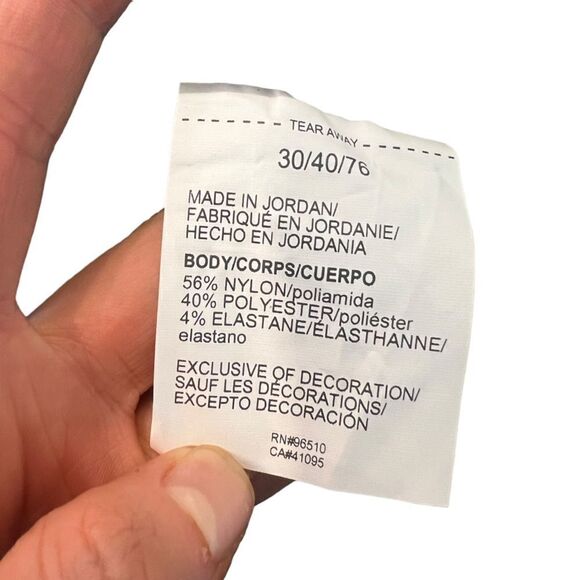 TEAR AWAY
30/40/76
MADE IN JORDAN/
FABRIQUÉ EN JORDANIE/
HECHO EN JORDANIA
BODY/CORPS/CUERPO
56% NYLON/poliamida
40% POLYESTER/poliéster
4% ELASTANE/ÉLASTHANNE/
elastano
EXCLUSIVE OF DECORATION/
SAUF LES DÉCORATIONS/
EXCEPTO DECORACIÓN
RN#96510
CA#41095